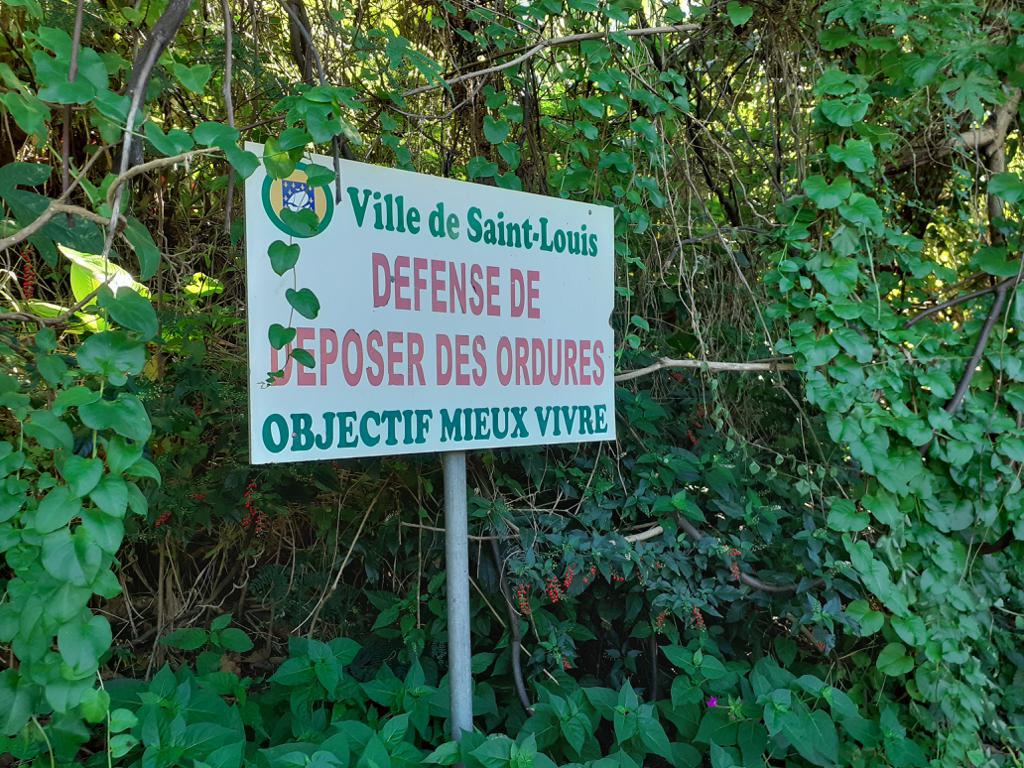 Ville de Saint-Louis
DEFENSE DE
DEPOSER DES ORDURES
OBJECTIF MIEUX VIVRE